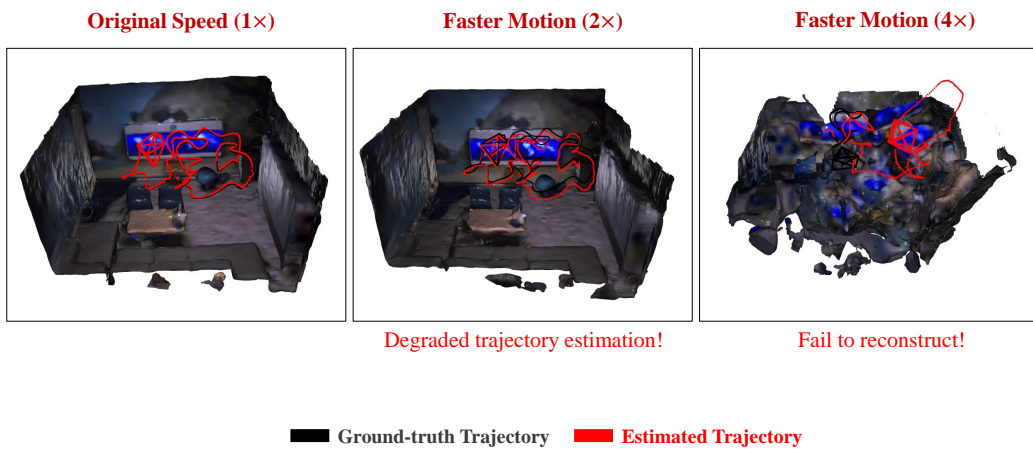 Original Speed (1×)
Faster Motion (2×)
Faster Motion (4×)
Degraded trajectory estimation!
Fail to reconstruct!
Ground-truth Trajectory
Estimated Trajectory